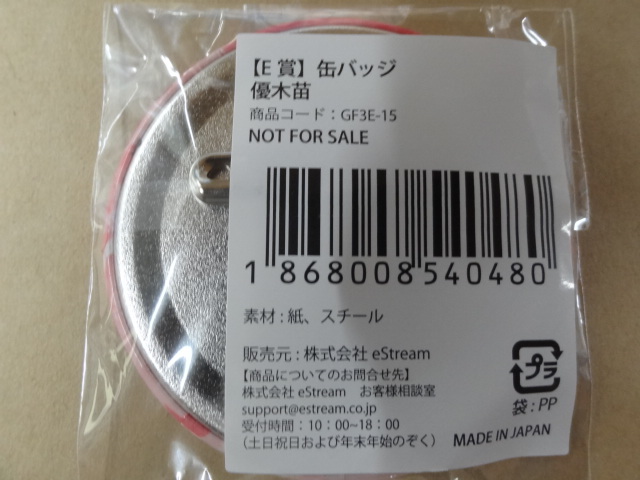 【E 賞】缶バッジ
優木苗
商品コード：GF3E-15
NOT FOR SALE
1 868008 540480
素材 : 紙、スチール
販売元 : 株式会社 eStream
【商品についてのお問合せ先】
株式会社 eStream　お客様相談室
support@estream.co.jp
受付時間：10：00~18：00
（土日祝日および年末年始のぞく）
プラ
袋 : PP
MADE IN JAPAN